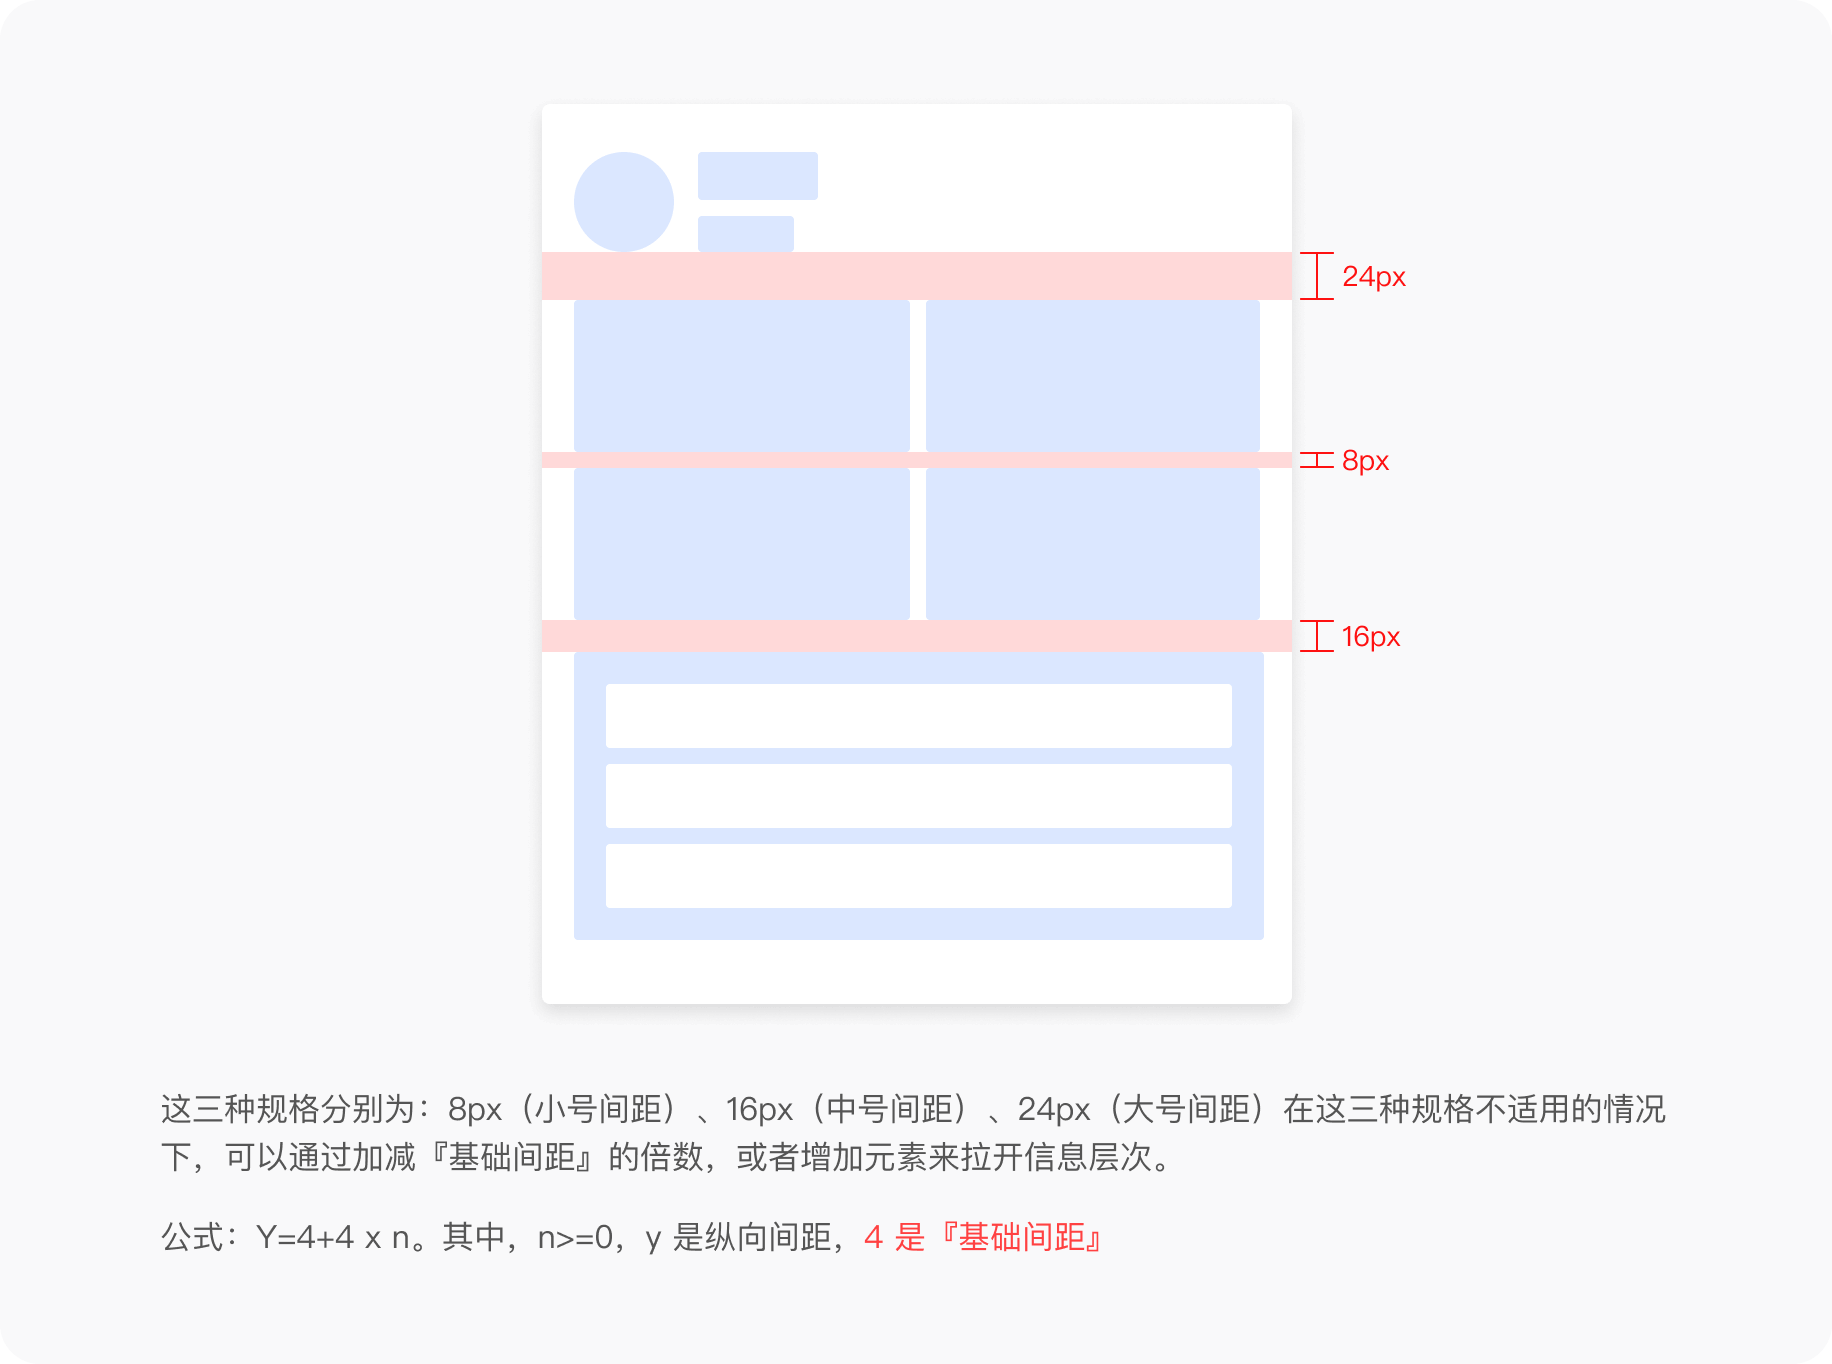 24px
8px
16px
这三种规格分别为：8px（小号间距）、16px（中号间距）、24px（大号间距）在这三种规格不适用的情况
下，可以通过加减『基础间距』的倍数，或者增加元素来拉开信息层次。
公式：Y=4+4 x n。其中，n>=0，y 是纵向间距，4 是『基础间距』